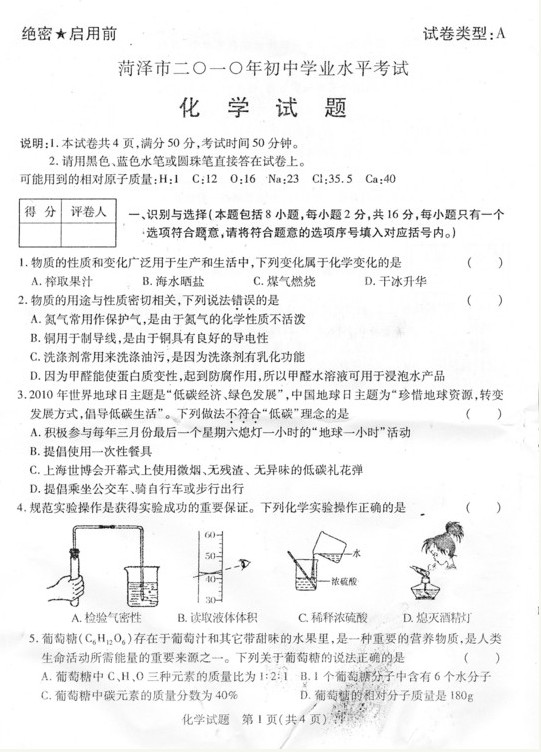 绝密★启用前 试卷类型:A
菏泽市二○一○年初中学业水平考试
化学试题
说明:1.本试卷共4页,满分50分,考试时间50分钟。
2.请用黑色、蓝色水笔或圆珠笔直接答在试卷上。
可能用到的相对原子质量:H:1 C:12 O:16 Na:23 Cl:35.5 Ca:40
得分 评卷人
一、识别与选择(本题包括8小题,每小题2分,共16分,每小题只有一个
选项符合题意,请将符合题意的选项序号填入对应括号内。)
1.物质的性质和变化广泛用于生产和生活中,下列变化属于化学变化的是 ( )
A.榨取果汁 B.海水晒盐 C.煤气燃烧 D.干冰升华
2.物质的用途与性质密切相关,下列说法错误的是 ( )
A.氮气常用作保护气,是由于氮气的化学性质不活泼
B.铜用于制导线,是由于铜具有良好的导电性
C.洗涤剂常用来洗涤油污,是因为洗涤剂有乳化功能
D.因为甲醛能使蛋白质变性,起到防腐作用,所以甲醛水溶液可用于浸泡水产品
3.2010年世界地球日主题是“低碳经济、绿色发展”,中国地球日主题为“珍惜地球资源,转变
发展方式,倡导低碳生活”。下列做法不符合“低碳”理念的是 ( )
A.积极参与每年三月份最后一个星期六熄灯一小时的“地球一小时”活动
B.提倡使用一次性餐具
C.上海世博会开幕式上使用微烟、无残渣、无异味的低碳礼花弹
D.提倡乘坐公交车、骑自行车或步行出行
4.规范实验操作是获得实验成功的重要保证。下列化学实验操作正确的是 ( )
60
50
40
30
水
浓硫酸
A.检验气密性 B.读取液体体积 C.稀释浓硫酸 D.熄灭酒精灯
5.葡萄糖(C₆H₁₂O₆)存在于葡萄汁和其它带甜味的水果里,是一种重要的营养物质,是人类
生命活动所需能量的重要来源之一。下列关于葡萄糖的说法正确的是 ( )
A.葡萄糖中C、H、O三种元素的质量比为1:2:1 B.1个葡萄糖分子中含有6个水分子
C.葡萄糖中碳元素的质量分数为40% D.葡萄糖的相对分子质量是180g
化学试题 第1页(共4页)